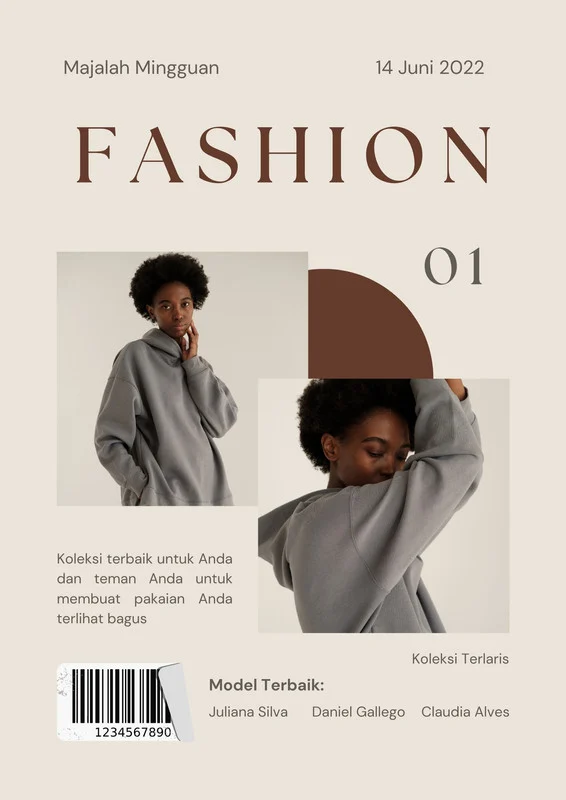 Majalah Mingguan
14 Juni 2022
FASHION
01
Koleksi terbaik untuk Anda
dan teman Anda untuk
membuat pakaian Anda
terlihat bagus
Koleksi Terlaris
Model Terbaik:
Juliana Silva Daniel Gallego Claudia Alves
1234567890